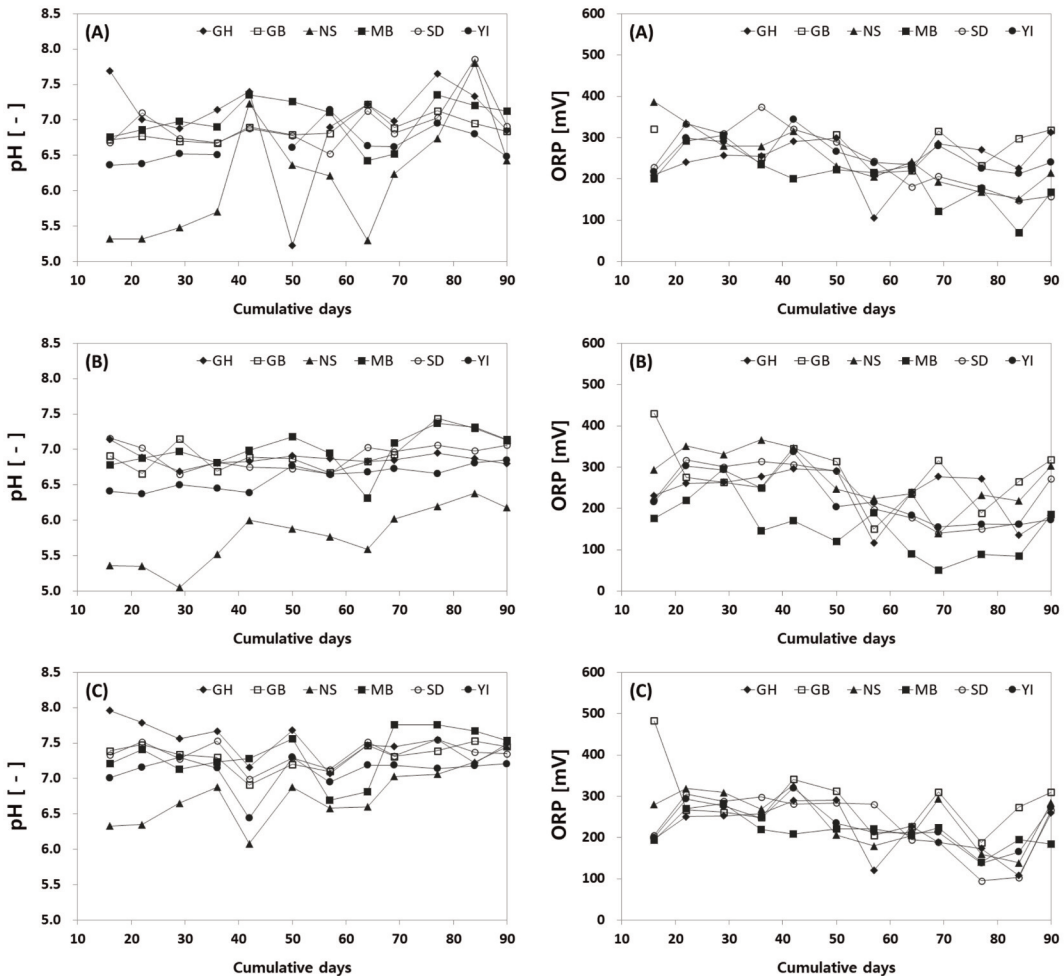 (A) GH GB NS MB SD YI
pH [ - ]
8.5
8.0
7.5
7.0
6.5
6.0
5.5
5.0
10 20 30 40 50 60 70 80 90
Cumulative days
(A) GH GB NS MB SD YI
ORP [mV]
600
500
400
300
200
100
0
10 20 30 40 50 60 70 80 90
Cumulative days
(B) GH GB NS MB SD YI
pH [ - ]
8.5
8.0
7.5
7.0
6.5
6.0
5.5
5.0
10 20 30 40 50 60 70 80 90
Cumulative days
(B) GH GB NS MB SD YI
ORP [mV]
600
500
400
300
200
100
0
10 20 30 40 50 60 70 80 90
Cumulative days
(C) GH GB NS MB SD YI
pH [ - ]
8.5
8.0
7.5
7.0
6.5
6.0
5.5
5.0
10 20 30 40 50 60 70 80 90
Cumulative days
(C) GH GB NS MB SD YI
ORP [mV]
600
500
400
300
200
100
0
10 20 30 40 50 60 70 80 90
Cumulative days